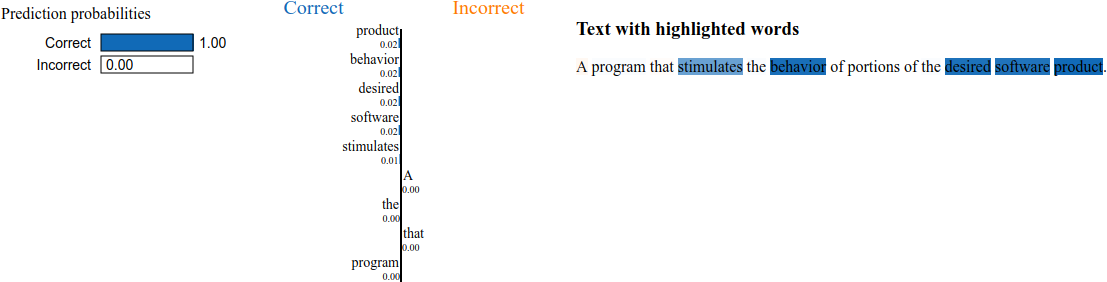 Prediction probabilities
Correct 1.00
Incorrect 0.00
Correct Incorrect
product
0.02
behavior
0.02
desired
0.02
software
0.02
stimulates
0.01
A
0.00
the
0.00
that
0.00
program
0.00
Text with highlighted words
A program that stimulates the behavior of portions of the desired software product.